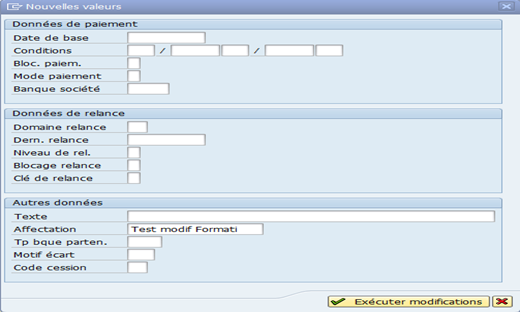 Nouvelles valeurs
Données de paiement
Date de base
Conditions / /
Bloc. paiem.
Mode paiement
Banque société
Données de relance
Domaine relance
Dern. relance
Niveau de rel.
Blocage relance
Clé de relance
Autres données
Texte
Affectation Test modif Formati
Tp bque parten.
Motif écart
Code cession
Exécuter modifications